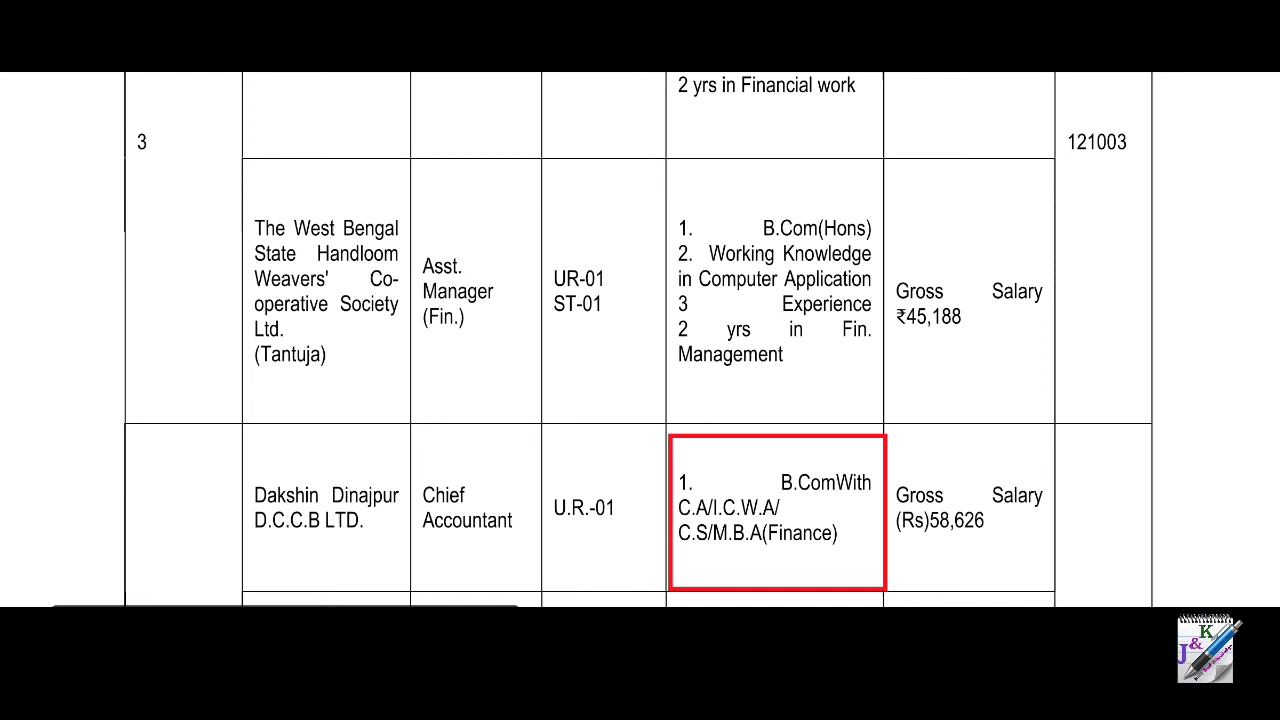 2 yrs in Financial work
3
121003
The West Bengal
State Handloom
Weavers' Co-
operative Society
Ltd.
(Tantuja)
Asst.
Manager
(Fin.)
UR-01
ST-01
1. B.Com(Hons)
2. Working Knowledge
in Computer Application
3 Experience
2 yrs in Fin.
Management
Gross Salary
₹45,188
Dakshin Dinajpur
D.C.C.B LTD.
Chief
Accountant
U.R.-01
1. B.ComWith
C.A/I.C.W.A/
C.S/M.B.A(Finance)
Gross Salary
(Rs)58,626
J&K